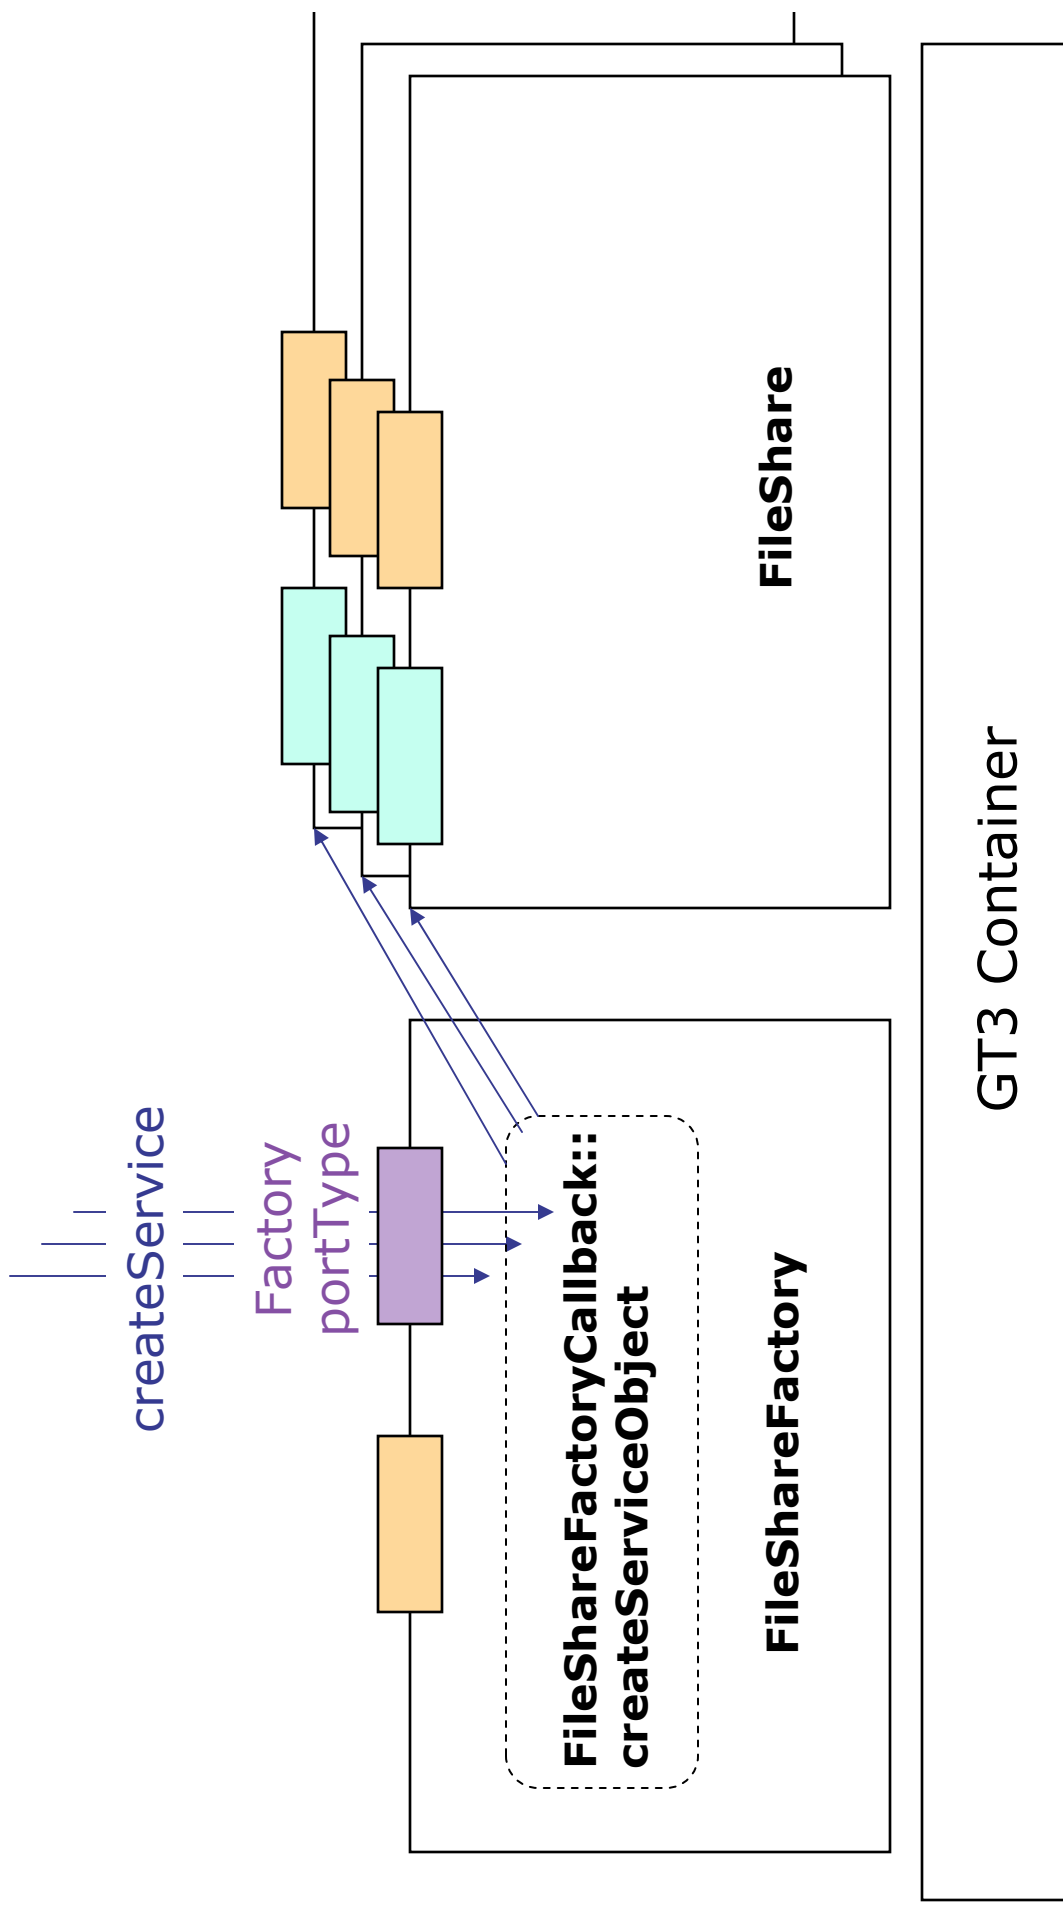 createService
Factory
portType
FileShareFactoryCallback::
createServiceObject
FileShareFactory
FileShare
GT3 Container